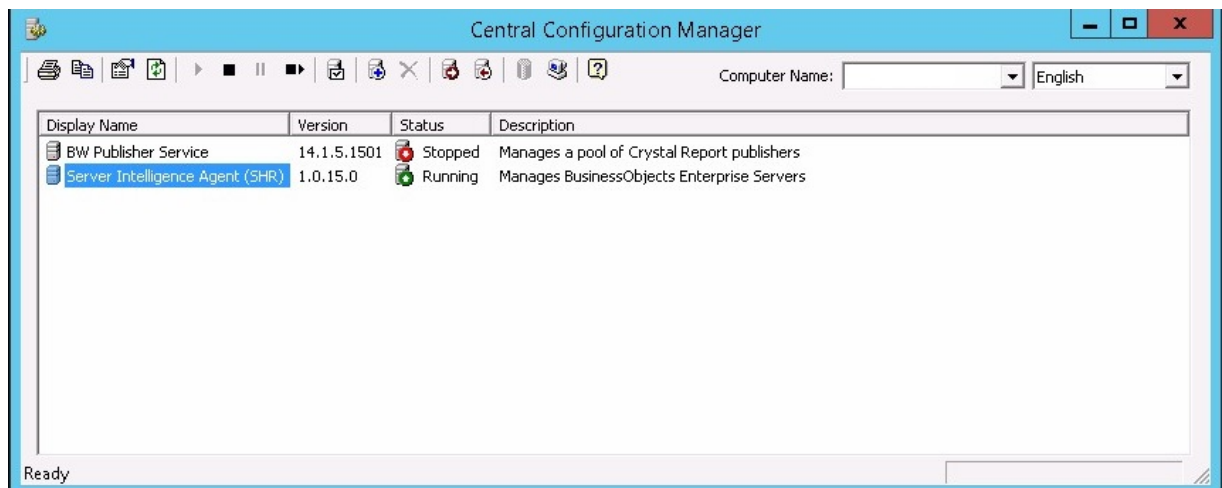 Central Configuration Manager
Computer Name: English
Display Name Version Status Description
BW Publisher Service 14.1.5.1501 Stopped Manages a pool of Crystal Report publishers
Server Intelligence Agent (SHR) 1.0.15.0 Running Manages BusinessObjects Enterprise Servers
Ready